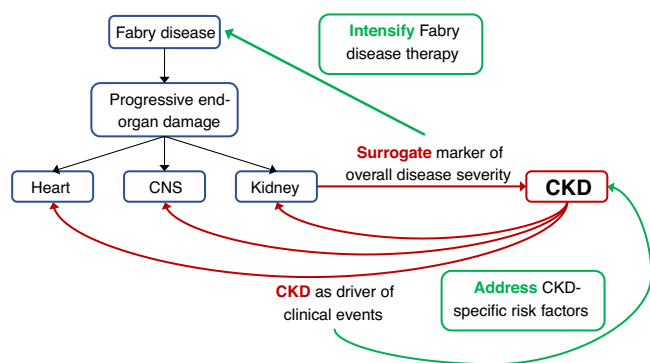 Fabry disease
Intensify Fabry
disease therapy
Progressive end-
organ damage
Surrogate marker of
overall disease severity
Heart
CNS
Kidney
CKD
CKD as driver of
clinical events
Address CKD-
specific risk factors